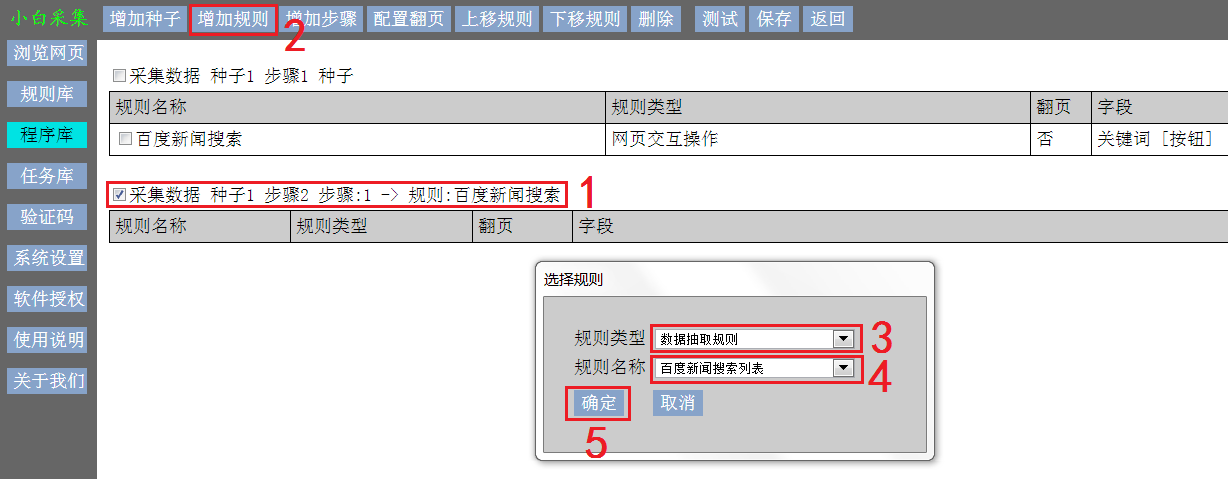 小白采集 增加种子 增加规则 增加步骤 配置翻页 上移规则 下移规则 删除 测试 保存 返回
2
浏览网页
规则库
程序库
任务库
验证码
系统设置
软件授权
使用说明
关于我们
采集数据 种子1 步骤1 种子
规则名称 规则类型 翻页 字段
百度新闻搜索 网页交互操作 否 关键词 [按钮]
采集数据 种子1 步骤2 步骤:1 -> 规则:百度新闻搜索 1
规则名称 规则类型 翻页 字段
选择规则
规则类型 数据抽取规则 3
规则名称 百度新闻搜索列表 4
确定 取消
5